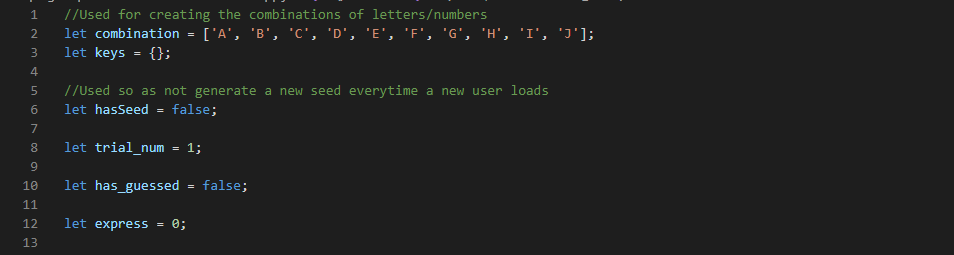 1 //Used for creating the combinations of letters/numbers
2 let combination = ['A', 'B', 'C', 'D', 'E', 'F', 'G', 'H', 'I', 'J'];
3 let keys = {};
4
5 //Used so as not generate a new seed everytime a new user loads
6 let hasSeed = false;
7
8 let trial_num = 1;
9
10 let has_guessed = false;
11
12 let express = 0;
13